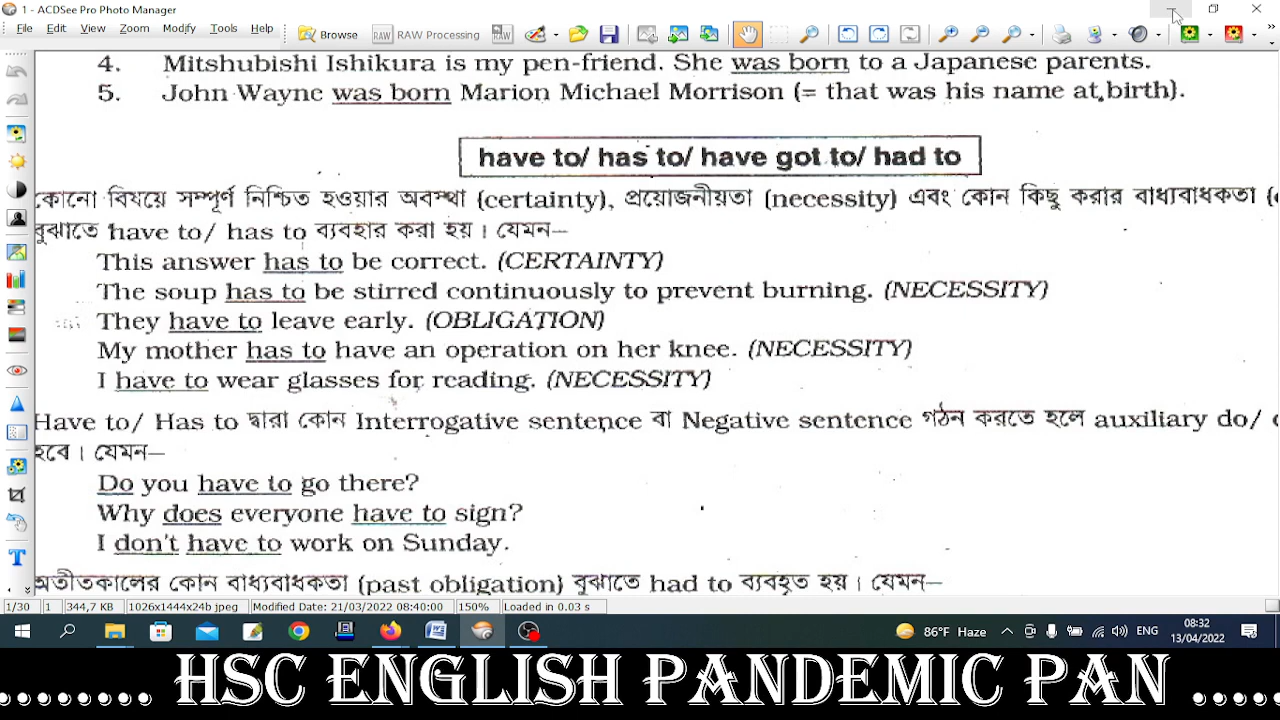 1 - ACDSee Pro Photo Manager
File Edit View Zoom Modify Tools Help Browse RAW RAW Processing RAW
4. Mitshubishi Ishikura is my pen-friend. She was born to a Japanese parents.
5. John Wayne was born Marion Michael Morrison (= that was his name at birth).
have to/ has to/ have got to/ had to
কোনো বিষয়ে সম্পূর্ণ নিশ্চিত হওয়ার অবস্থা (certainty), প্রয়োজনীয়তা (necessity) এবং কোন কিছু করার বাধ্যবাধকতা
বুঝাতে have to/ has to ব্যবহার করা হয়। যেমন—
This answer has to be correct. (CERTAINTY)
The soup has to be stirred continuously to prevent burning. (NECESSITY)
They have to leave early. (OBLIGATION)
My mother has to have an operation on her knee. (NECESSITY)
I have to wear glasses for reading. (NECESSITY)
Have to/ Has to দ্বারা কোন Interrogative sentence বা Negative sentence গঠন করতে হলে auxiliary do/
হবে। যেমন—
Do you have to go there?
Why does everyone have to sign?
I don't have to work on Sunday.
অতীতকালের কোন বাধ্যবাধকতা (past obligation) বুঝাতে had to ব্যবহৃত হয়। যেমন—
1/30 1 344,7 KB 1026x1444x24b jpeg Modified Date: 21/03/2022 08:40:00 150% Loaded in 0.03 s
86°F Haze ENG 08:32
13/04/2022
........ HSC ENGLISH PANDEMIC PAN .....